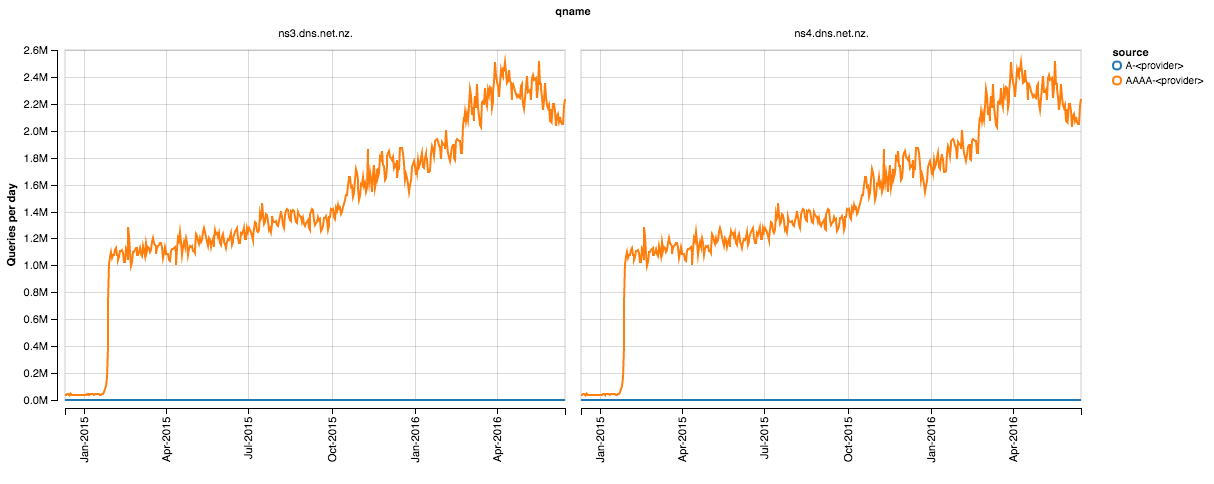 qname
ns3.dns.net.nz.
ns4.dns.net.nz.
Queries per day
2.6M
2.4M
2.2M
2.0M
1.8M
1.6M
1.4M
1.2M
1.0M
0.8M
0.6M
0.4M
0.2M
0.0M
Jan-2015
Apr-2015
Jul-2015
Oct-2015
Jan-2016
Apr-2016
Jan-2015
Apr-2015
Jul-2015
Oct-2015
Jan-2016
Apr-2016
source
A-<provider>
AAAA-<provider>